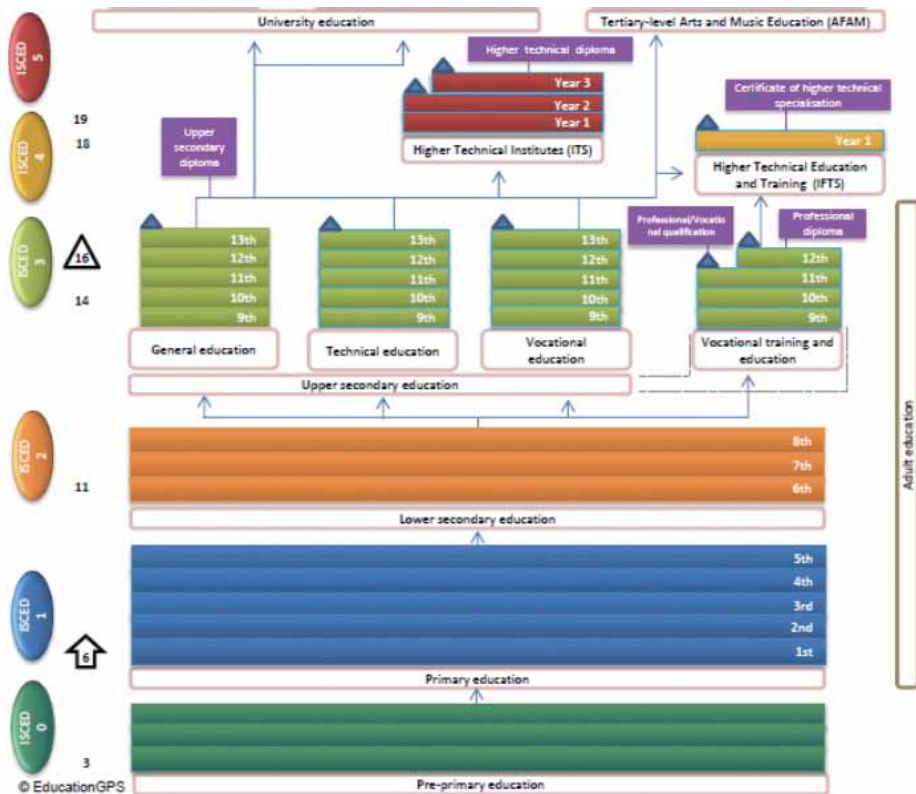 University education
Tertiary-level Arts and Music Education (AFAM)
ISCED
5
Higher technical diploma
Year 3
Year 2
Year 1
Higher Technical Institutes (ITS)
Certificate of higher technical
specialisation
Year 1
Higher Technical Education
and Training (IFTS)
19
18
ISCED
4
Upper
secondary
diploma
Professional/Vocatio
nal qualification
Professional
diploma
ISCED
3
16
14
13th
12th
11th
10th
9th
General education
13th
12th
11th
10th
9th
Technical education
13th
12th
11th
10th
9th
Vocational
education
12th
11th
10th
9th
Vocational training and
education
Upper secondary education
Adult education
ISCED
2
11
8th
7th
6th
Lower secondary education
ISCED
1
6
5th
4th
3rd
2nd
1st
Primary education
ISCED
0
3
Pre-primary education
© EducationGPS